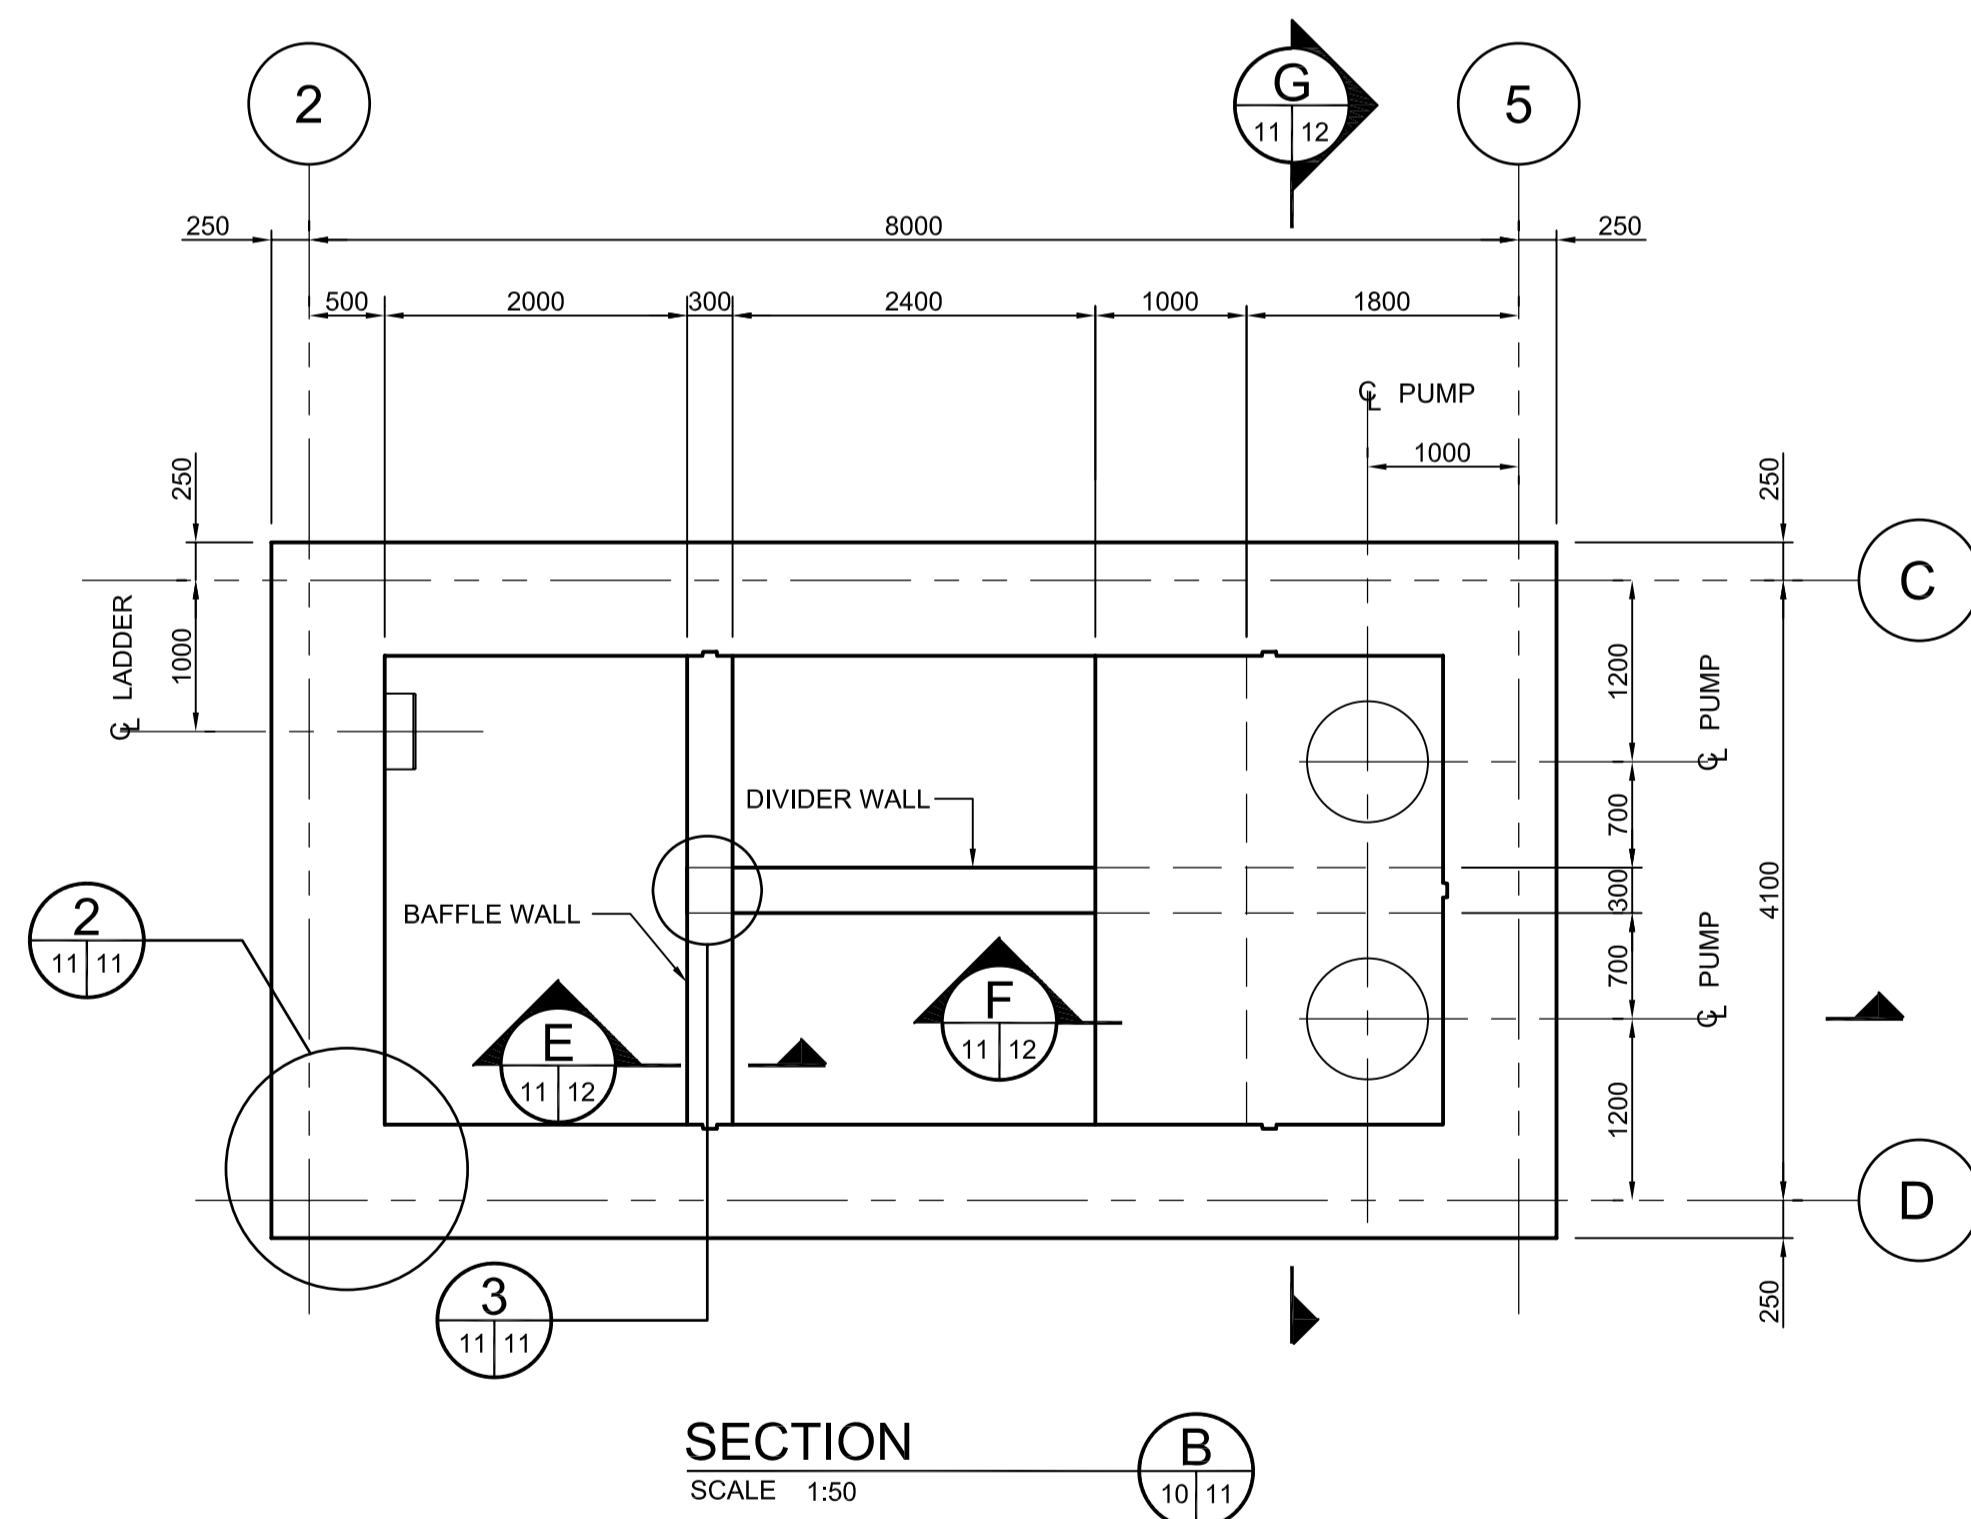 2
G
11 12
5
250
8000
250
500
2000
300
2400
1000
1800
℄ PUMP
1000
250
250
C
℄ LADDER
1000
1200
℄ PUMP
DIVIDER WALL
700
300
4100
BAFFLE WALL
2
11 11
E
11 12
F
11 12
700
℄ PUMP
1200
D
250
3
11 11
SECTION
SCALE 1:50
B
10 11